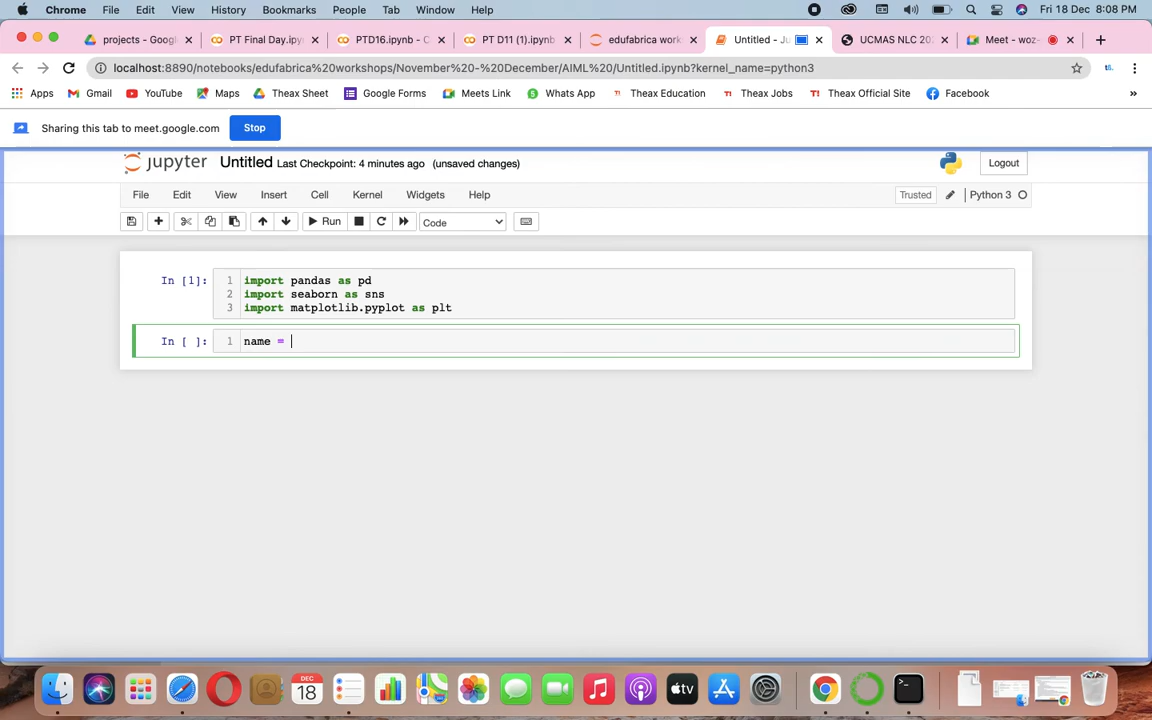 Chrome File Edit View History Bookmarks People Tab Window Help Fri 18 Dec 8:08 PM
projects - Googl PT Final Day.ipyn PTD16.ipynb - C PT D11 (1).ipynb edufabrica work Untitled - Ju UCMAS NLC 202 Meet - woz-
localhost:8890/notebooks/edufabrica%20workshops/November%20-%20December/AIML%20/Untitled.ipynb?kernel_name=python3
Apps Gmail YouTube Maps Theax Sheet Google Forms Meets Link Whats App Theax Education Theax Jobs Theax Official Site Facebook »
Sharing this tab to meet.google.com Stop
jupyter Untitled Last Checkpoint: 4 minutes ago (unsaved changes) Logout
File Edit View Insert Cell Kernel Widgets Help Trusted Python 3
Run Code
In [1]: 1 import pandas as pd
2 import seaborn as sns
3 import matplotlib.pyplot as plt
In [ ]: 1 name =
DEC
18
tv